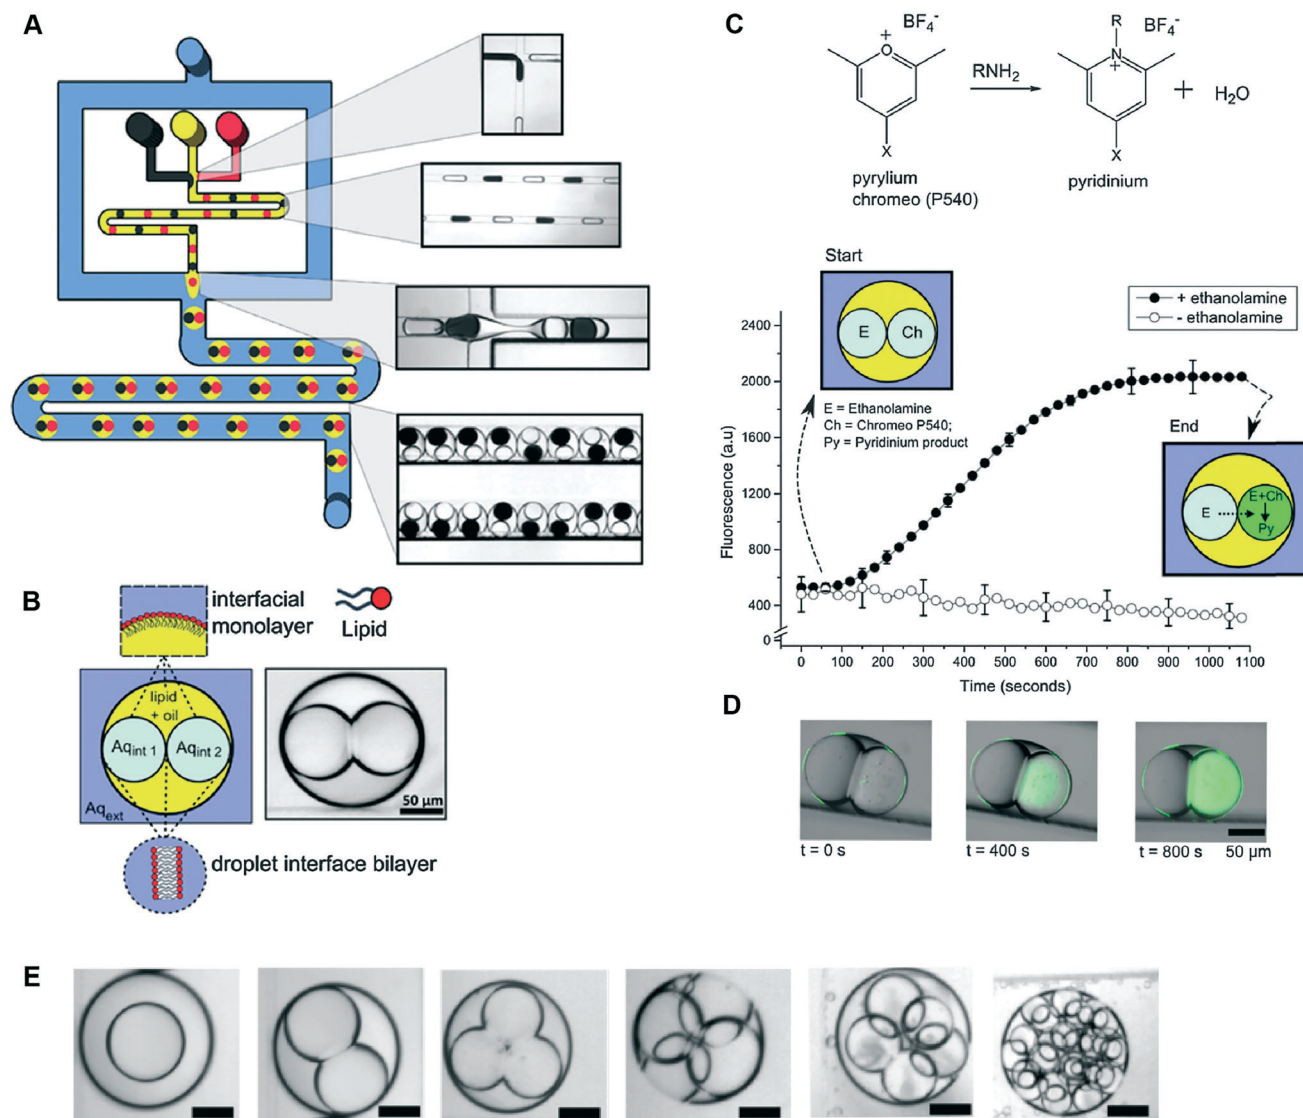 A
B
interfacial
monolayer
Lipid
lipid
+ oil
Aqint 1
Aqint 2
Aqext
50 µm
droplet interface bilayer
C
O
+
BF4-
RNH2
X
pyrylium
chromeo (P540)
R
N
+
BF4-
X
pyridinium
+
H2O
Start
E
Ch
E = Ethanolamine
Ch = Chromeo P540;
Py = Pyridinium product
+ ethanolamine
- ethanolamine
End
E
E+Ch
Py
Fluorescence (a.u)
2400
2000
1600
1200
800
400
0
0 100 200 300 400 500 600 700 800 900 1000 1100
Time (seconds)
D
t = 0 s
t = 400 s
t = 800 s
50 µm
E